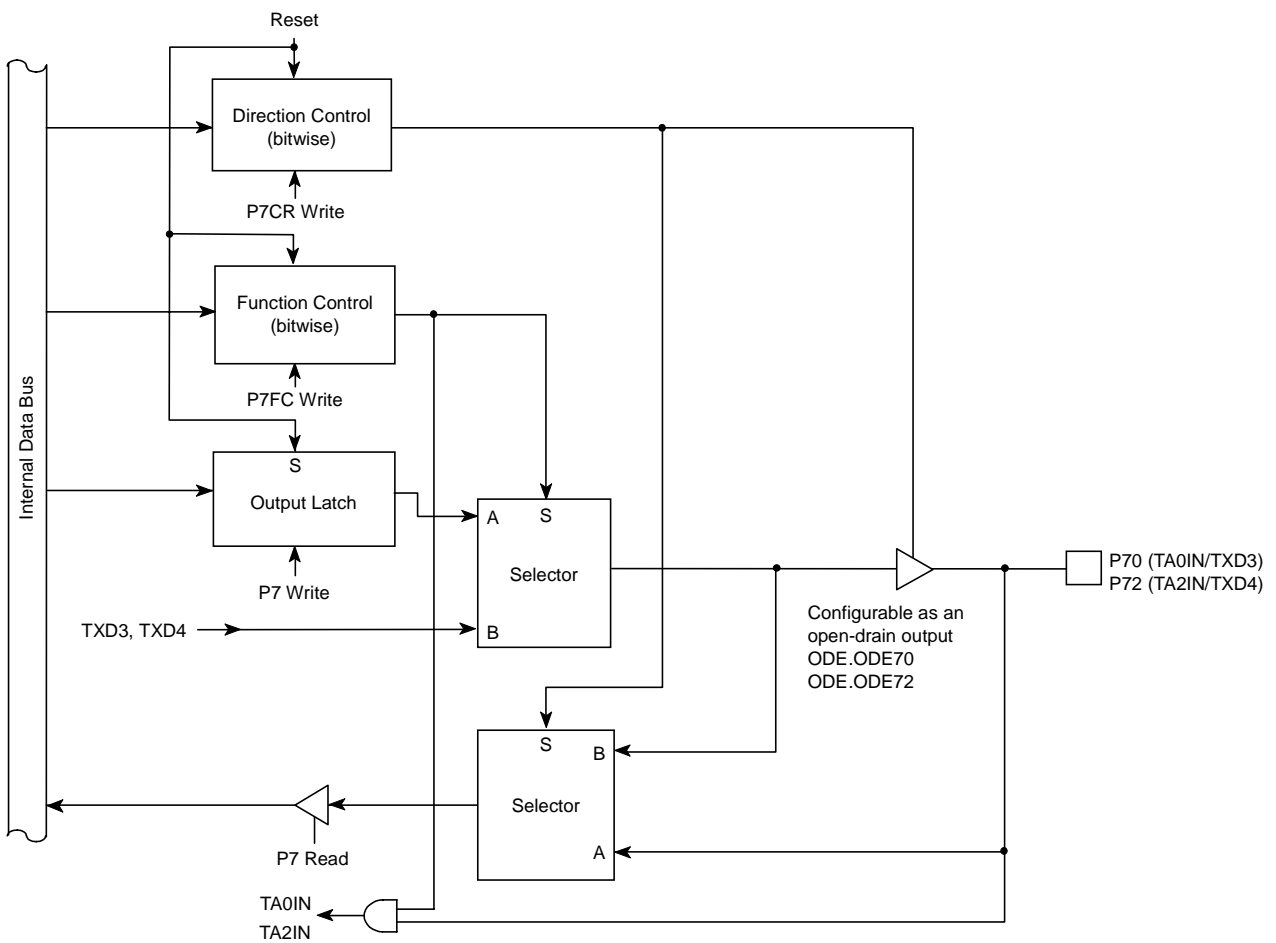 Reset
Direction Control
(bitwise)
P7CR Write
Function Control
(bitwise)
P7FC Write
Internal Data Bus
S
Output Latch
P7 Write
A
S
Selector
B
TXD3, TXD4
P70 (TA0IN/TXD3)
P72 (TA2IN/TXD4)
Configurable as an
open-drain output
ODE.ODE70
ODE.ODE72
S
B
Selector
A
P7 Read
TA0IN
TA2IN